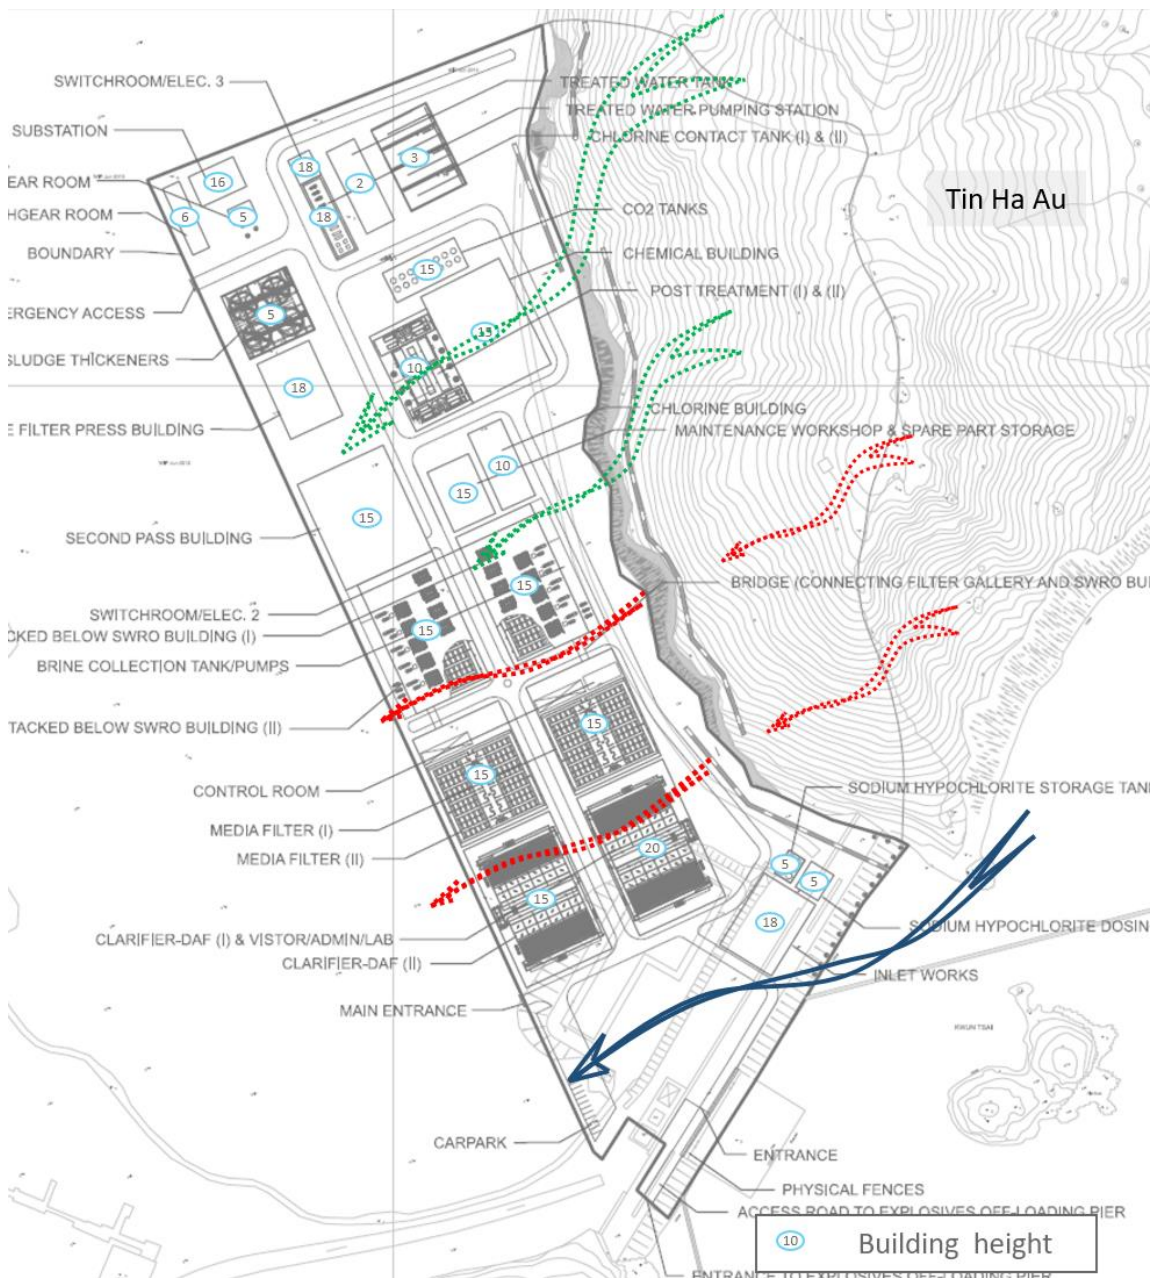 SWITCHROOM/ELEC. 3
TREATED WATER TANK
SUBSTATION
TREATED WATER PUMPING STATION
CHLORINE CONTACT TANK (I) & (II)
18
3
16
2
EAR ROOM
Tin Ha Au
6
5
18
HGEAR ROOM
CO2 TANKS
BOUNDARY
CHEMICAL BUILDING
15
POST TREATMENT (I) & (II)
ERGENCY ACCESS
5
15
SLUDGE THICKENERS
10
18
CHLORINE BUILDING
E FILTER PRESS BUILDING
MAINTENANCE WORKSHOP & SPARE PART STORAGE
10
15
15
SECOND PASS BUILDING
BRIDGE (CONNECTING FILTER GALLERY AND SWRO BUI
15
SWITCHROOM/ELEC. 2
CKED BELOW SWRO BUILDING (I)
15
BRINE COLLECTION TANK/PUMPS
TACKED BELOW SWRO BUILDING (II)
15
15
CONTROL ROOM
SODIUM HYPOCHLORITE STORAGE TAN
MEDIA FILTER (I)
MEDIA FILTER (II)
20
5
5
15
18
SODIUM HYPOCHLORITE DOSIN
CLARIFIER-DAF (I) & VISTOR/ADMIN/LAB
CLARIFIER-DAF (II)
INLET WORKS
MAIN ENTRANCE
KWUN TSAI
CARPARK
ENTRANCE
PHYSICAL FENCES
ACCESS ROAD TO EXPLOSIVES OFF-LOADING PIER
10 Building height
ENTRANCE TO EXPLOSIVES OFF-LOADING PIER